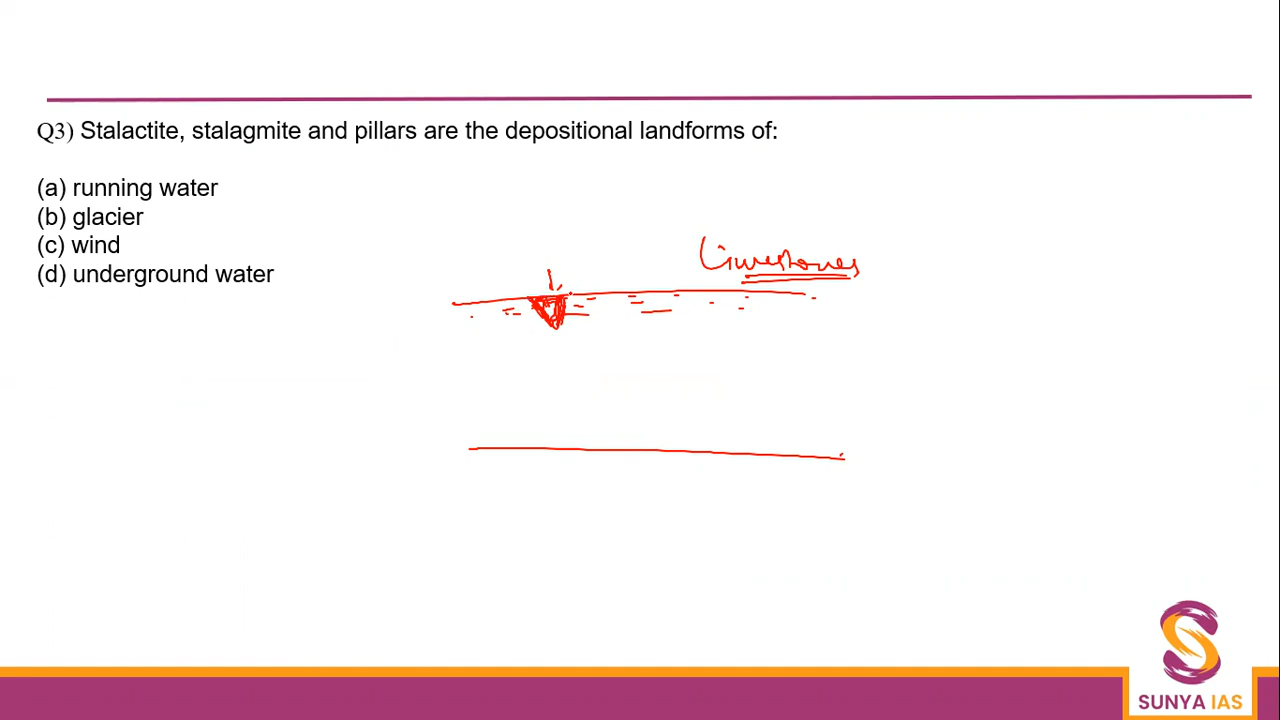 Q3) Stalactite, stalagmite and pillars are the depositional landforms of:
(a) running water
(b) glacier
(c) wind
(d) underground water
Limestones
SUNYA IAS